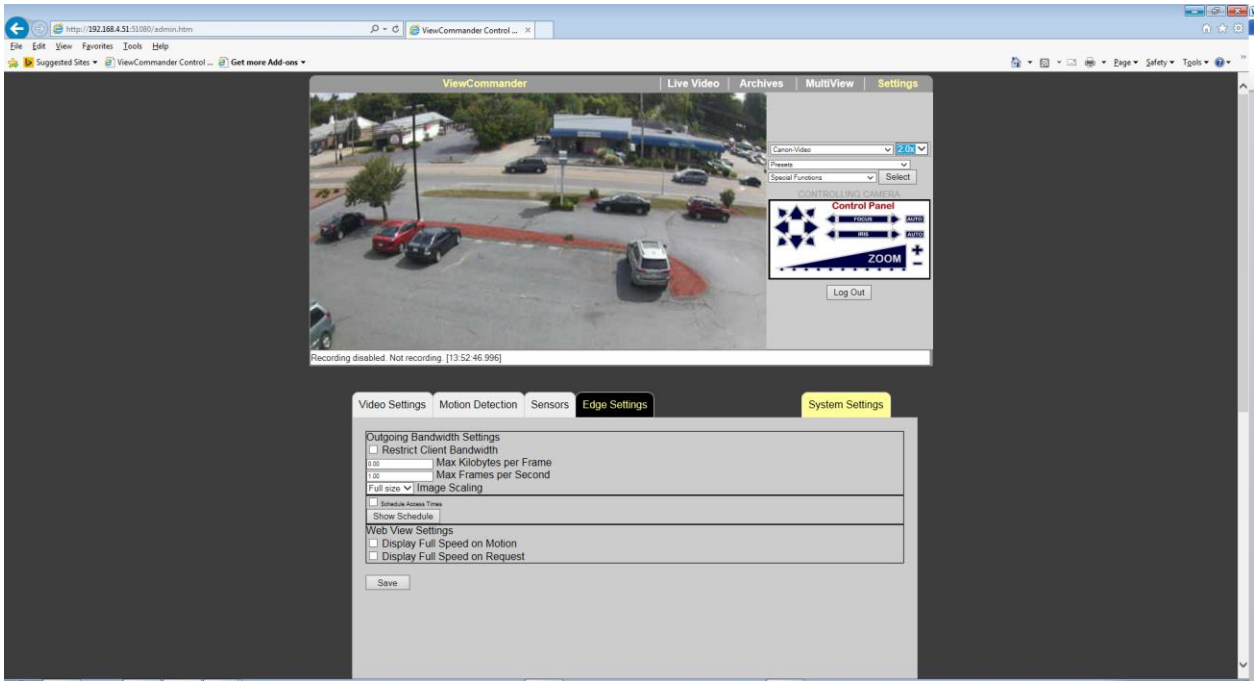 http://192.168.4.51:51080/admin.htm
ViewCommander Control ...
File Edit View Favorites Tools Help
Suggested Sites ViewCommander Control ... Get more Add-ons
Page Safety Tools
ViewCommander Live Video Archives MultiView Settings
Canon-Video 2.0x
Presets
Special Functions Select
CONTROLLING CAMERA
Control Panel
FOCUS AUTO
IRIS AUTO
ZOOM
Log Out
Recording disabled. Not recording. [13:52:46.996]
Video Settings Motion Detection Sensors Edge Settings System Settings
Outgoing Bandwidth Settings
Restrict Client Bandwidth
0.00 Max Kilobytes per Frame
1.00 Max Frames per Second
Full size Image Scaling
Schedule Access Times
Show Schedule
Web View Settings
Display Full Speed on Motion
Display Full Speed on Request
Save